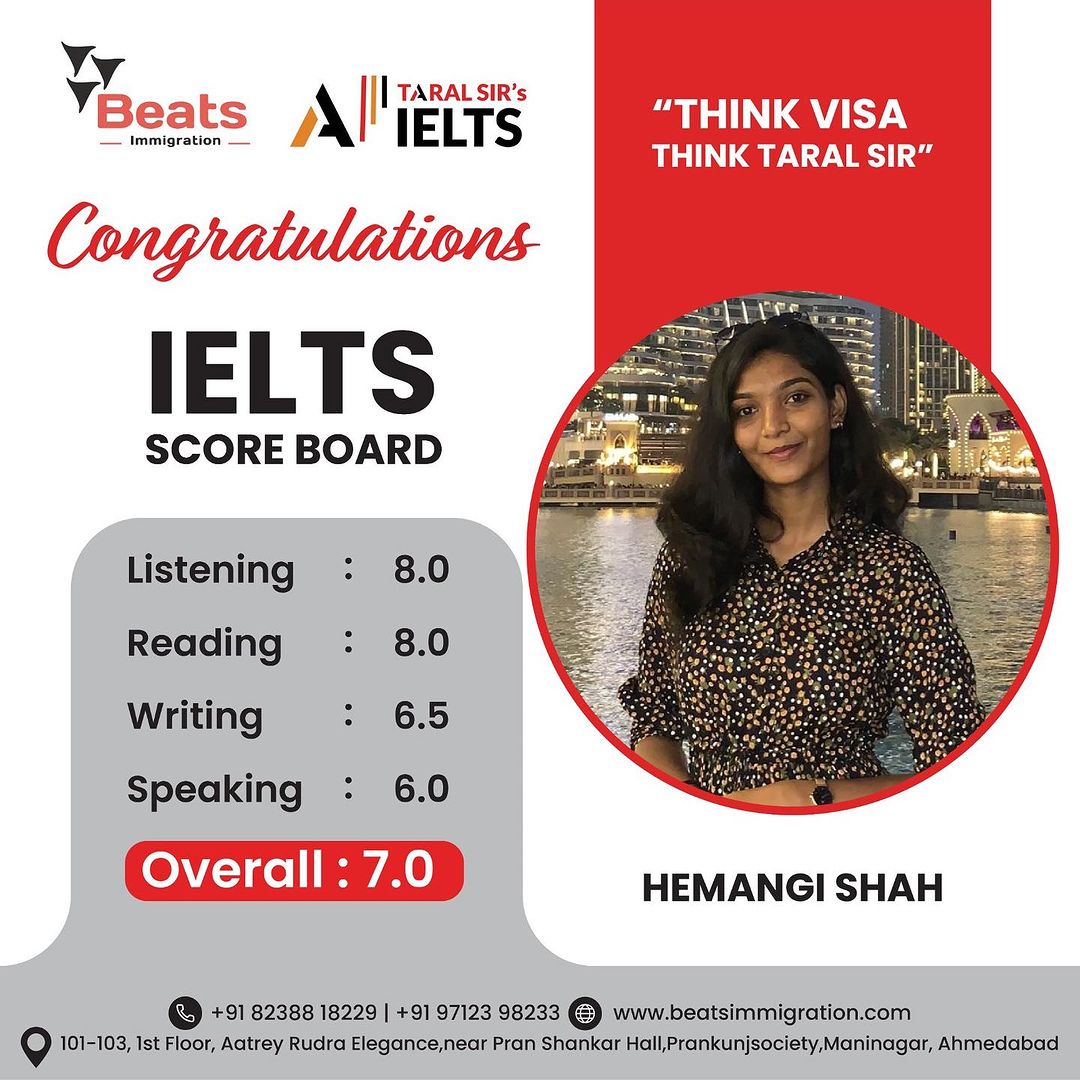 Beats
Immigration
TARAL SIR's
IELTS
"THINK VISA
THINK TARAL SIR"
Congratulations
IELTS
SCORE BOARD
Listening : 8.0
Reading : 8.0
Writing : 6.5
Speaking : 6.0
Overall : 7.0
HEMANGI SHAH
+91 82388 18229 | +91 97123 98233 www.beatsimmigration.com
101-103, 1st Floor, Aatrey Rudra Elegance,near Pran Shankar Hall,Prankunjsociety,Maninagar, Ahmedabad